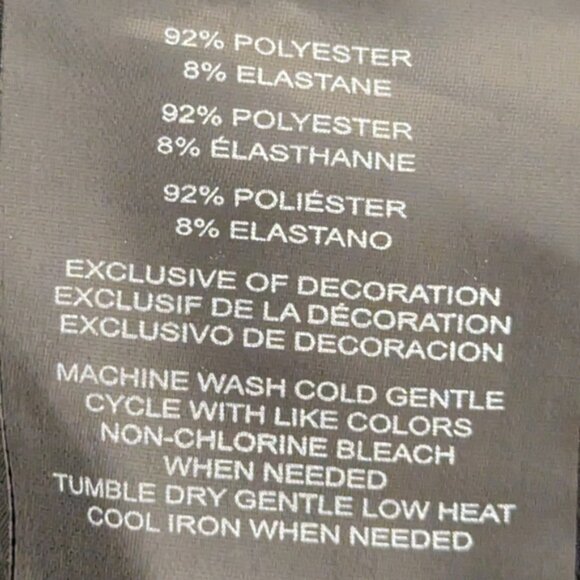 92% POLYESTER
8% ELASTANE
92% POLYESTER
8% ÉLASTHANNE
92% POLIÉSTER
8% ELASTANO
EXCLUSIVE OF DECORATION
EXCLUSIF DE LA DÉCORATION
EXCLUSIVO DE DECORACION
MACHINE WASH COLD GENTLE
CYCLE WITH LIKE COLORS
NON-CHLORINE BLEACH
WHEN NEEDED
TUMBLE DRY GENTLE LOW HEAT
COOL IRON WHEN NEEDED